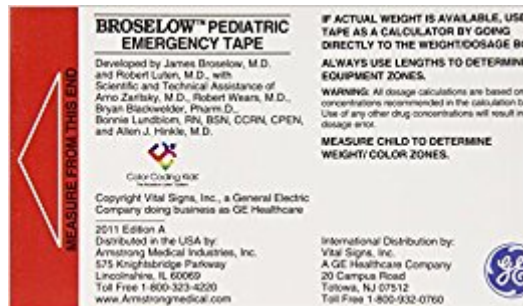 MEASURE FROM THIS END
BROSELOW™ PEDIATRIC
EMERGENCY TAPE
Developed by James Broselow, M.D.
and Robert Luten, M.D., with
Scientific and Technical Assistance of
Arno Zaritsky, M.D., Robert Wears, M.D.,
Bryan Blackwelder, Pharm.D.,
Bonnie Lundblom, RN, BSN, CCRN, CPEN,
and Allen J. Hinkle, M.D.
Color Coding Kids
Copyright Vital Signs, Inc., a General Electric
Company doing business as GE Healthcare
2011 Edition A
Distributed in the USA by:
Armstrong Medical Industries, Inc.
575 Knightsbridge Parkway
Lincolnshire, IL 60069
Toll Free 1-800-323-4220
www.Armstrongmedical.com
IF ACTUAL WEIGHT IS AVAILABLE, USE
TAPE AS A CALCULATOR BY GOING
DIRECTLY TO THE WEIGHT/DOSAGE B
ALWAYS USE LENGTHS TO DETERMINE
EQUIPMENT ZONES.
WARNING: All dosage calculations are based on
concentrations recommended in the calculation b
Use of any other drug concentrations will result in
dosage error.
MEASURE CHILD TO DETERMINE
WEIGHT/ COLOR ZONES.
International Distribution by:
Vital Signs, Inc.
A GE Healthcare Company
20 Campus Road
Totowa, NJ 07512
Toll Free 1-800-932-0760
GE